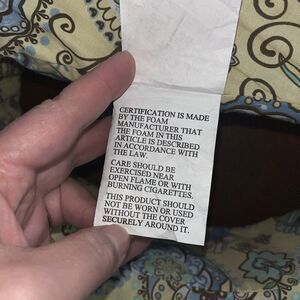 CERTIFICATION IS MADE
BY THE FOAM
MANUFACTURER THAT
THE FOAM IN THIS
ARTICLE IS DESCRIBED
IN ACCORDANCE WITH
THE LAW.
CARE SHOULD BE
EXERCISED NEAR
OPEN FLAME OR WITH
BURNING CIGARETTES.
THIS PRODUCT SHOULD
NOT BE WORN OR USED
WITHOUT THE COVER
SECURELY AROUND IT.